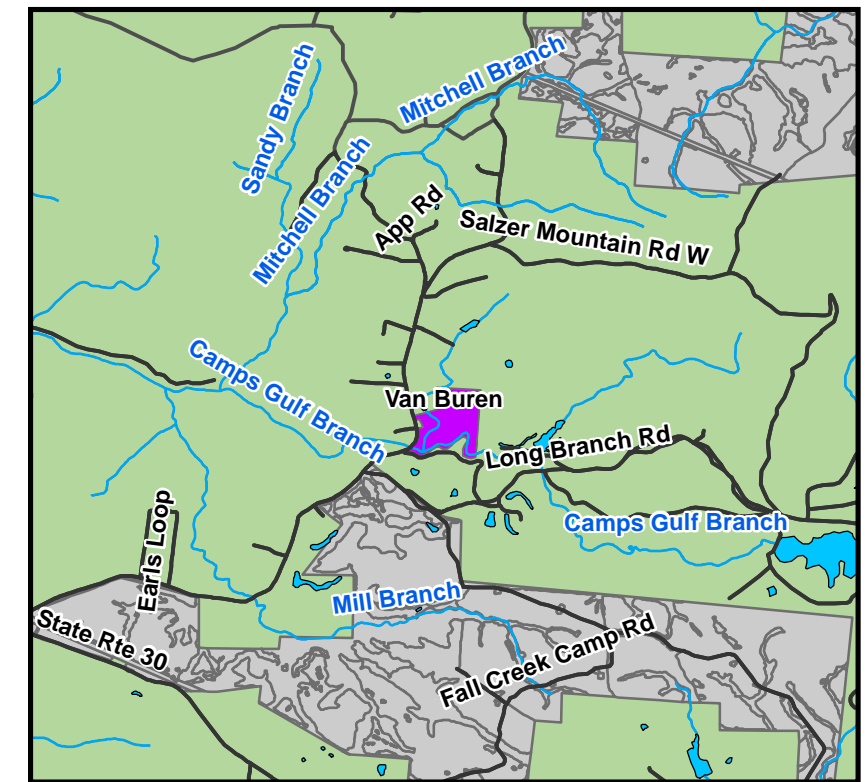 Mitchell Branch
Sandy Branch
Mitchell Branch
App Rd
Salzer Mountain Rd W
Camps Gulf Branch
Van Buren
Long Branch Rd
Camps Gulf Branch
Earls Loop
Mill Branch
State Rte 30
Fall Creek Camp Rd